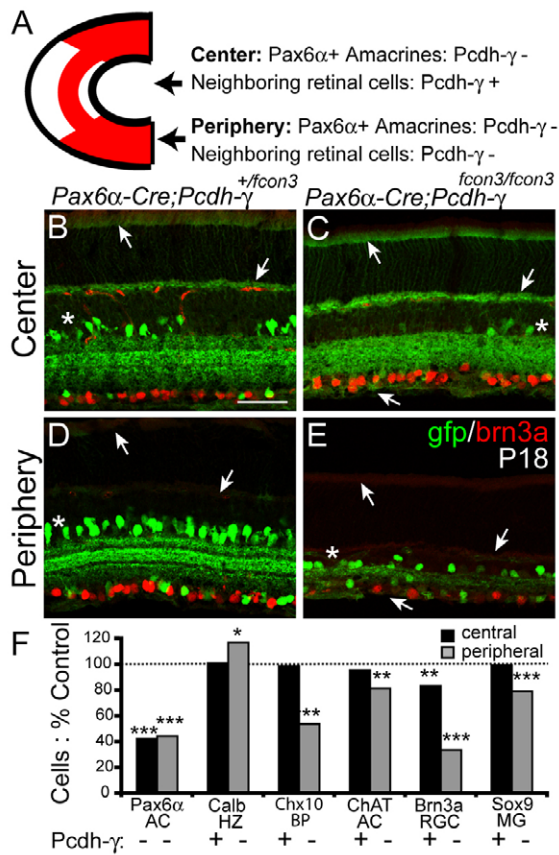 A
Center: Pax6α+ Amacrines: Pcdh-γ -
Neighboring retinal cells: Pcdh-γ +
Periphery: Pax6α+ Amacrines: Pcdh-γ -
Neighboring retinal cells: Pcdh-γ -
Pax6α-Cre;Pcdh-γ +/fcon3
Pax6α-Cre;Pcdh-γ fcon3/fcon3
Center
B
*
C
*
Periphery
D
*
E
gfp/brn3a
P18
*
F
Cells : % Control
120
100
80
60
40
20
0
central
peripheral
*** ***
*
**
**
** ***
***
Pax6α AC
Calb HZ
Chx10 BP
ChAT AC
Brn3a RGC
Sox9 MG
Pcdh-γ: - - + - + - + - + - + -